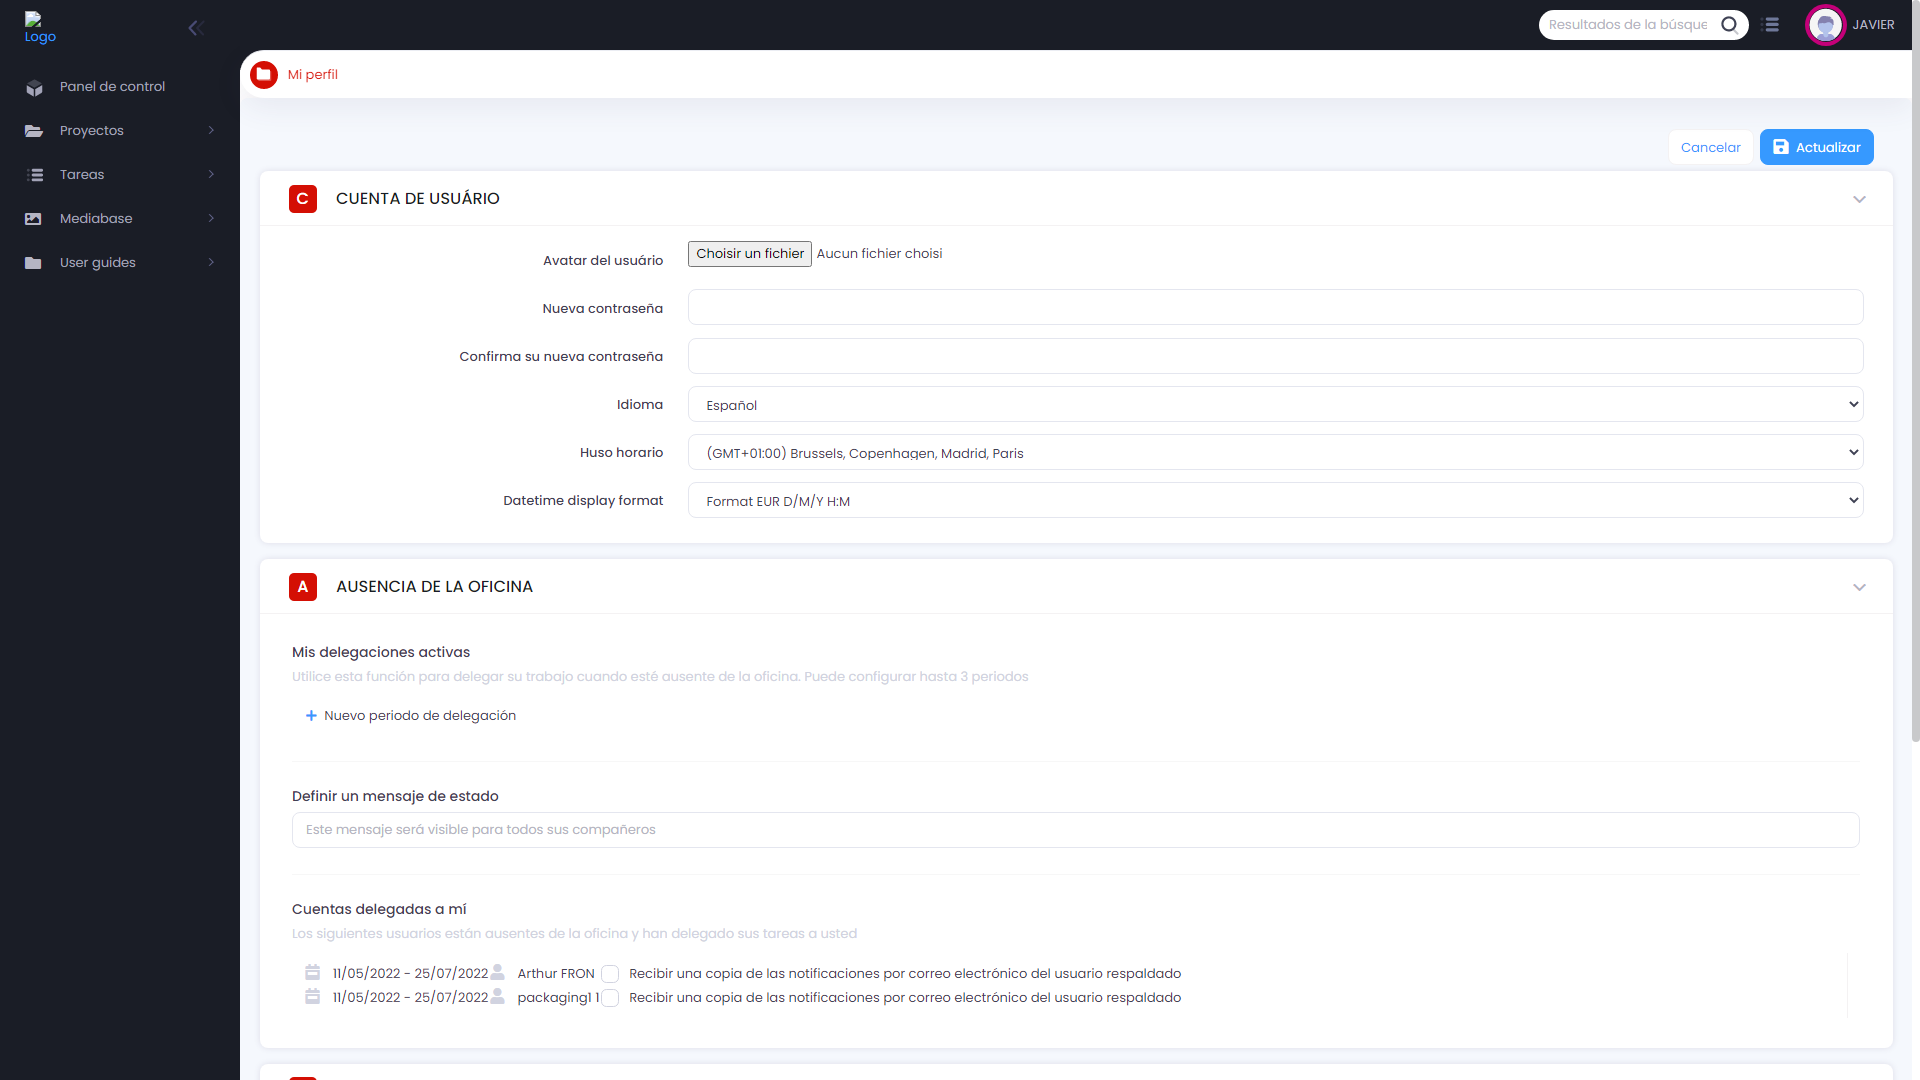 Logo
Resultados de la búsque
JAVIER
Panel de control
Proyectos
Tareas
Mediabase
User guides
Mi perfil
Cancelar
Actualizar
C CUENTA DE USUÁRIO
Avatar del usuário Choisir un fichier Aucun fichier choisi
Nueva contraseña
Confirma su nueva contraseña
Idioma Español
Huso horario (GMT+01:00) Brussels, Copenhagen, Madrid, Paris
Datetime display format Format EUR D/M/Y H:M
A AUSENCIA DE LA OFICINA
Mis delegaciones activas
Utilice esta función para delegar su trabajo cuando esté ausente de la oficina. Puede configurar hasta 3 periodos
+ Nuevo periodo de delegación
Definir un mensaje de estado
Este mensaje será visible para todos sus compañeros
Cuentas delegadas a mí
Los siguientes usuarios están ausentes de la oficina y han delegado sus tareas a usted
11/05/2022 - 25/07/2022 Arthur FRON Recibir una copia de las notificaciones por correo electrónico del usuario respaldado
11/05/2022 - 25/07/2022 packaging1 1 Recibir una copia de las notificaciones por correo electrónico del usuario respaldado